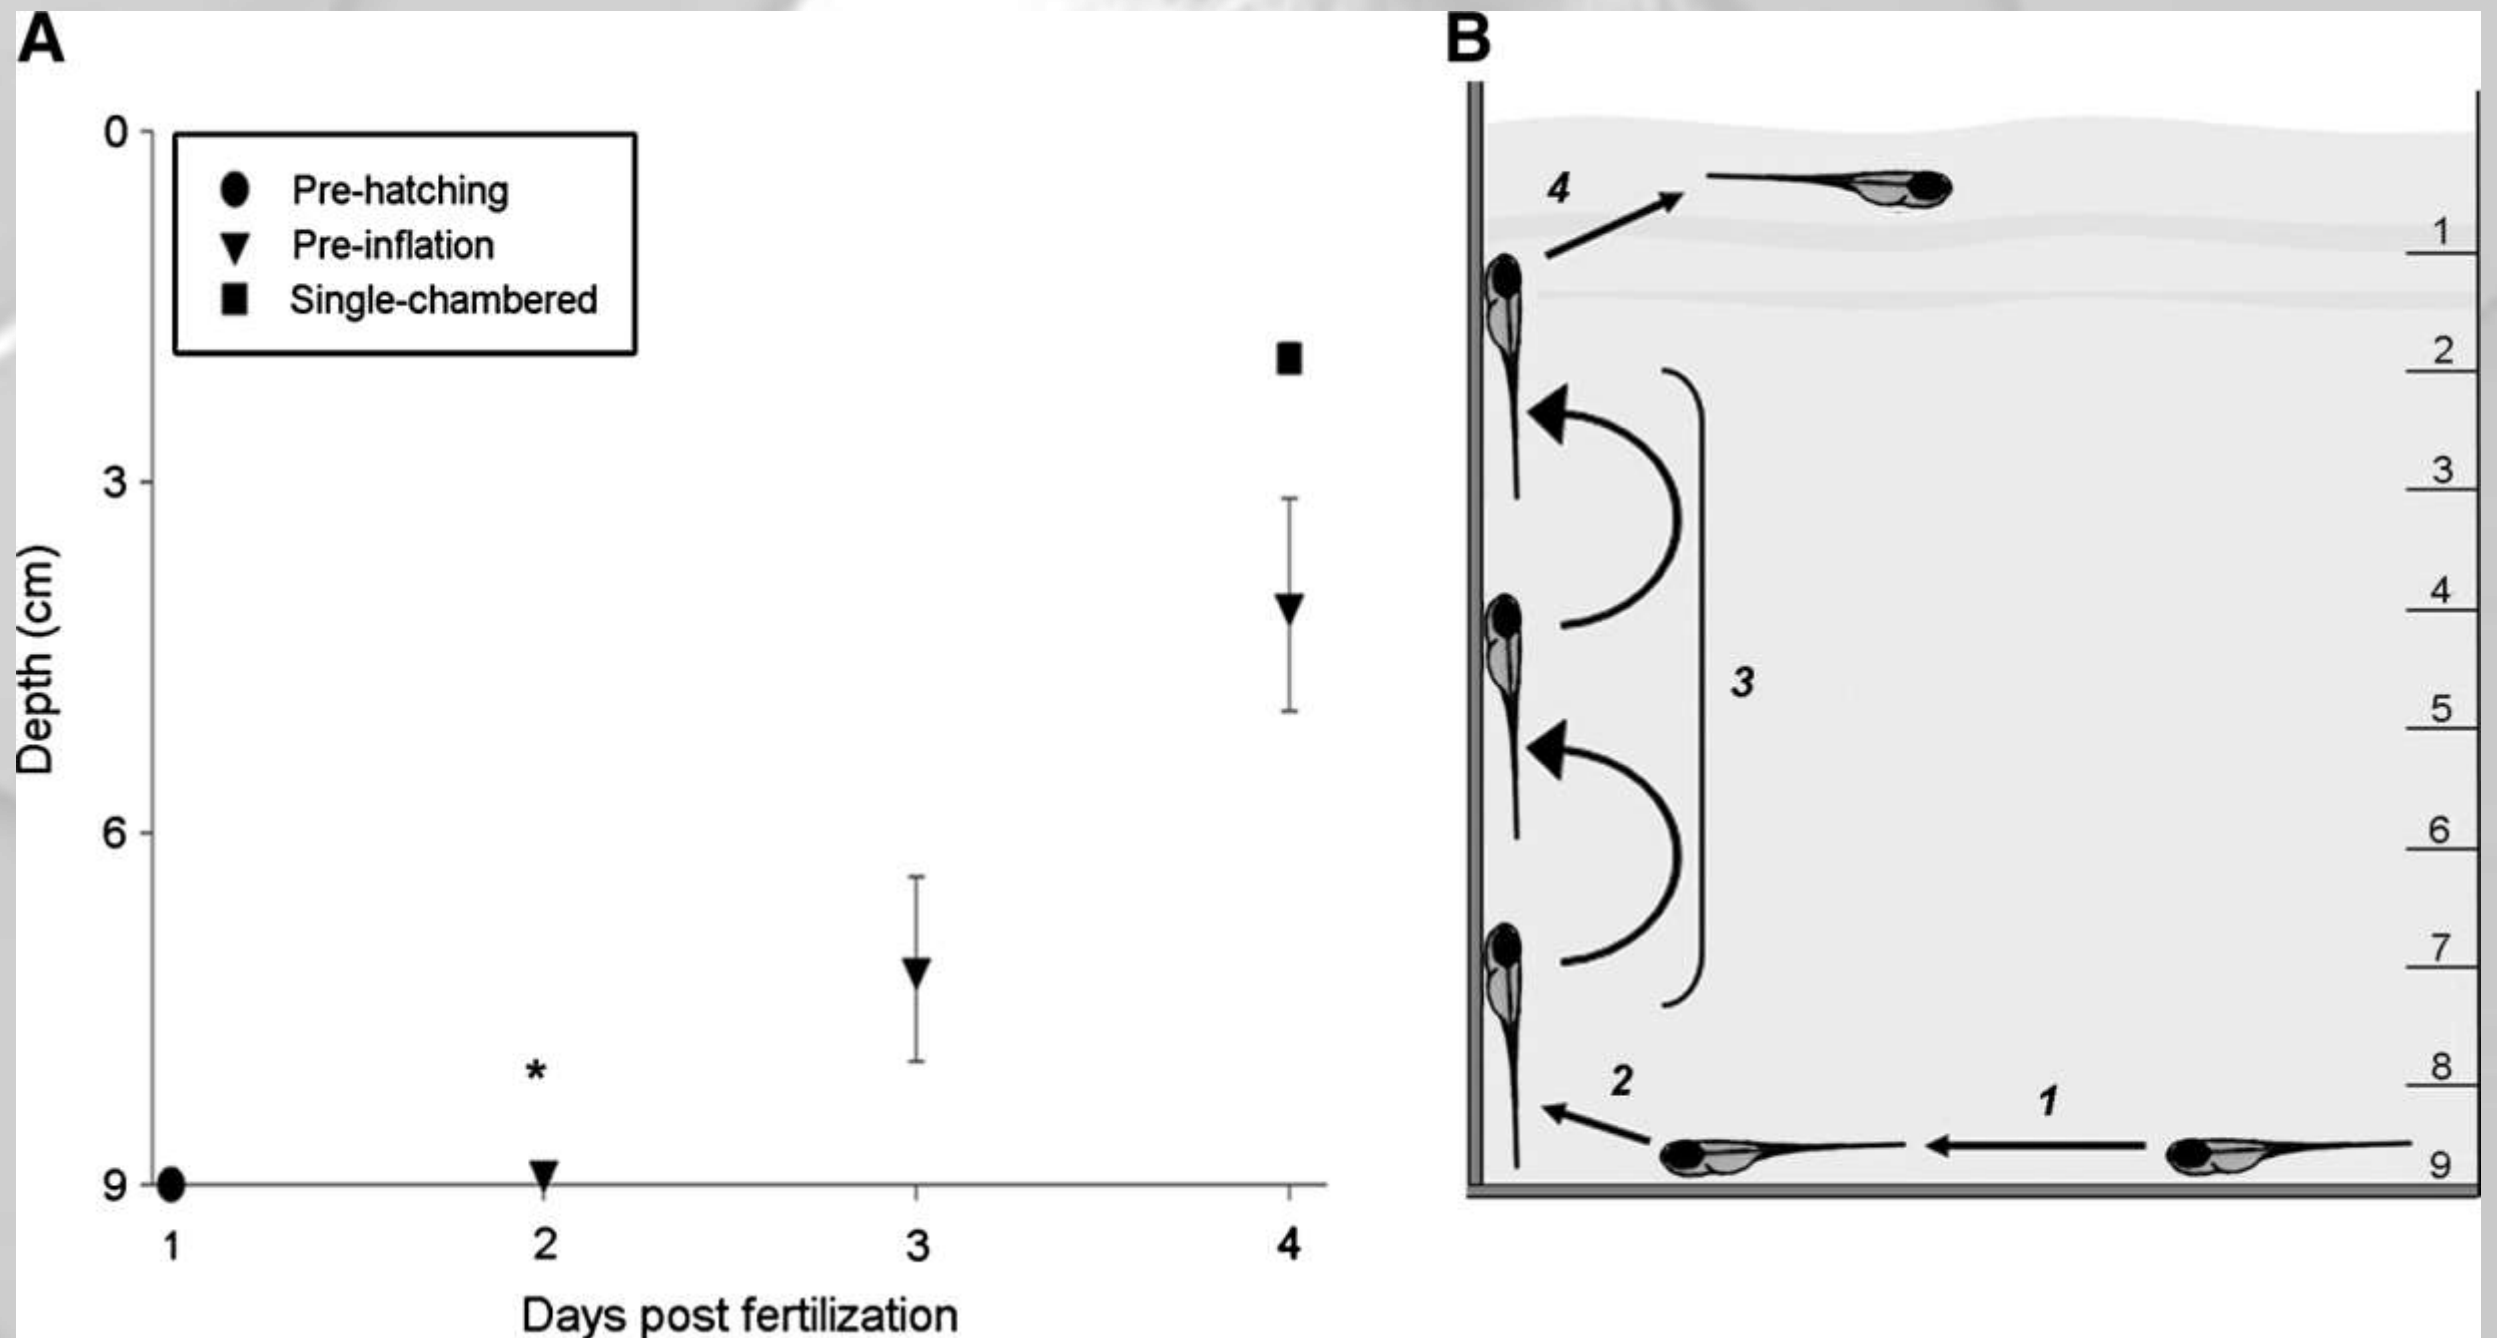 A
0
3
6
9
Depth (cm)
Pre-hatching
Pre-inflation
Single-chambered
*
1 2 3 4
Days post fertilization
B
4
3
2
1
1
2
3
4
5
6
7
8
9